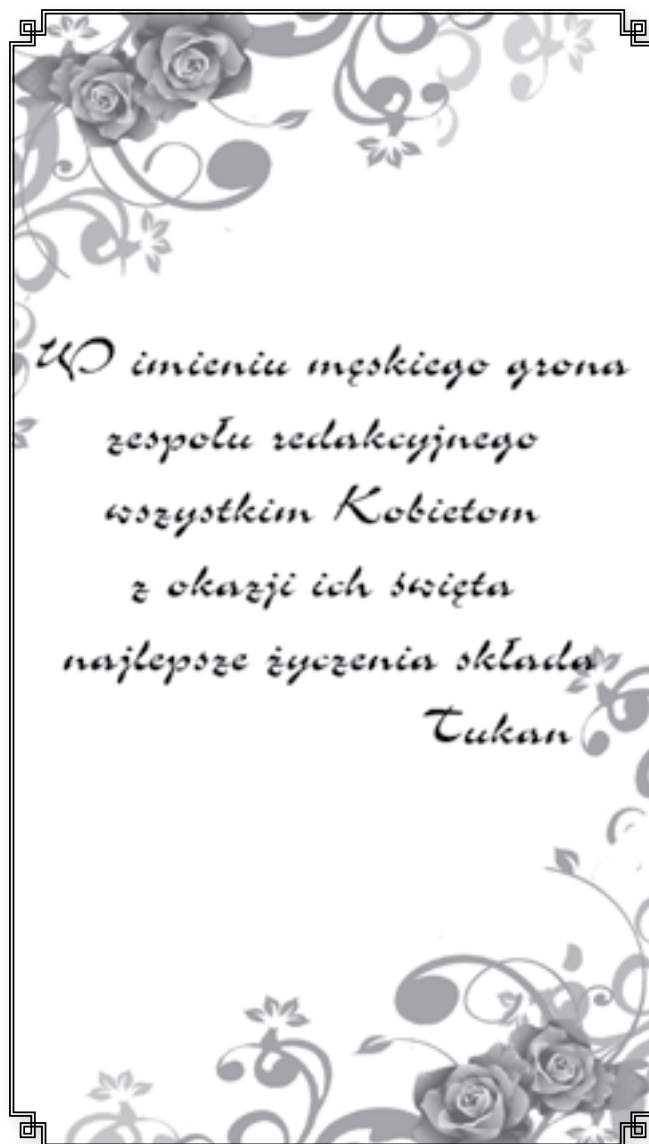 W imieniu męskiego grona
zespołu redakcyjnego
wszystkim Kobietom
z okazji ich święta
najlepsze życzenia składa
Tukan